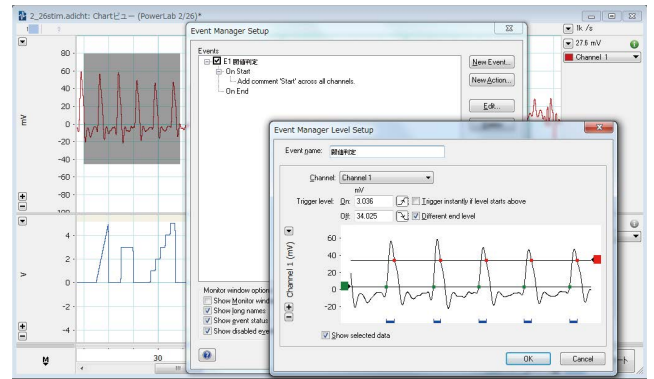 2_26stim.adicht: Chartビュー (PowerLab 2/26)*
1k /s
27.6 mV
Channel 1
80
60
40
20
0
-20
-40
-60
-80
mV
4
2
0
-2
-4
V
30
M
Event Manager Setup
Events
E1 閾値判定
On Start
Add comment 'Start' across all channels.
On End
New Event...
New Action...
Edit...
Monitor window option
Show Monitor wind
Show long names
Show event status
Show disabled eve
Event Manager Level Setup
Event name: 閾値判定
Channel: Channel 1
mV
Trigger level: On: 3.036 Trigger instantly if level starts above
Off: 34.025 Different end level
Channel 1 (mV)
60
40
20
0
-20
Show selected data
OK Cancel
ート